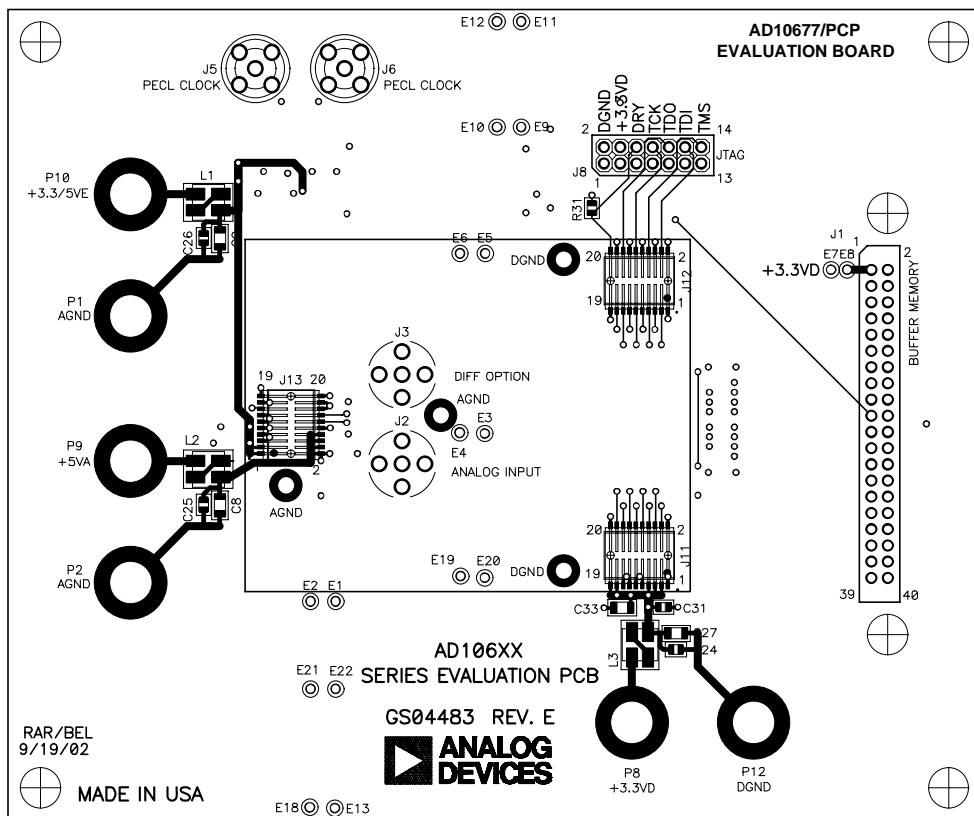 E12 E11
AD10677/PCP
EVALUATION BOARD
J5
PECL CLOCK
J6
PECL CLOCK
E10 E9
DGND
+3.3VD
DRY
TCK
TDO
TDI
TMS
2 14
JTAG
J8
1 13
P10
+3.3/5VE
L1
R31
C26
E6 E5
DGND
20 2
J12
19 1
J1
1 2
E7 E8
+3.3VD
BUFFER MEMORY
P1
AGND
J3
DIFF OPTION
19 J13 20
AGND
J2
E3
E4
ANALOG INPUT
P9
+5VA
L2
1 2
AGND
C25
C8
20 2
J11
19 1
P2
AGND
E19 E20
DGND
E2 E1
C33
C31
39 40
L3
AD106XX
SERIES EVALUATION PCB
E21 E22
GS04483 REV. E
ANALOG
DEVICES
RAR/BEL
9/19/02
P8
+3.3VD
P12
DGND
MADE IN USA
E18 E13